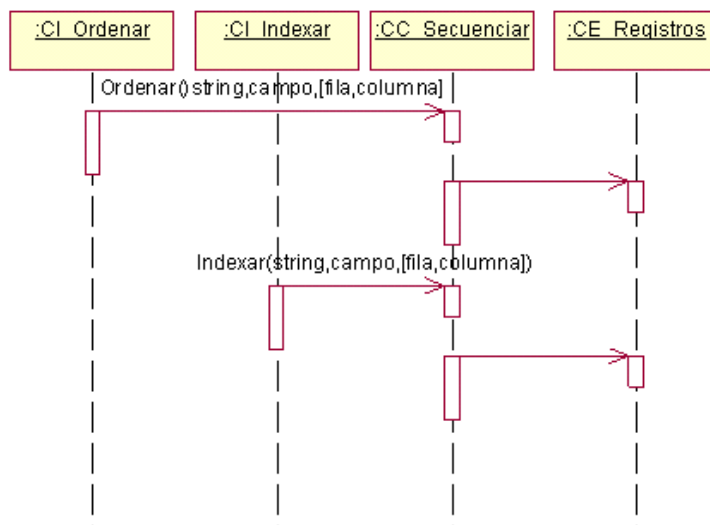 :CI_Ordenar
:CI_Indexar
:CC_Secuenciar
:CE_Registros
Ordenar()string,campo,[fila,columna]
Indexar(string,campo,[fila,columna])